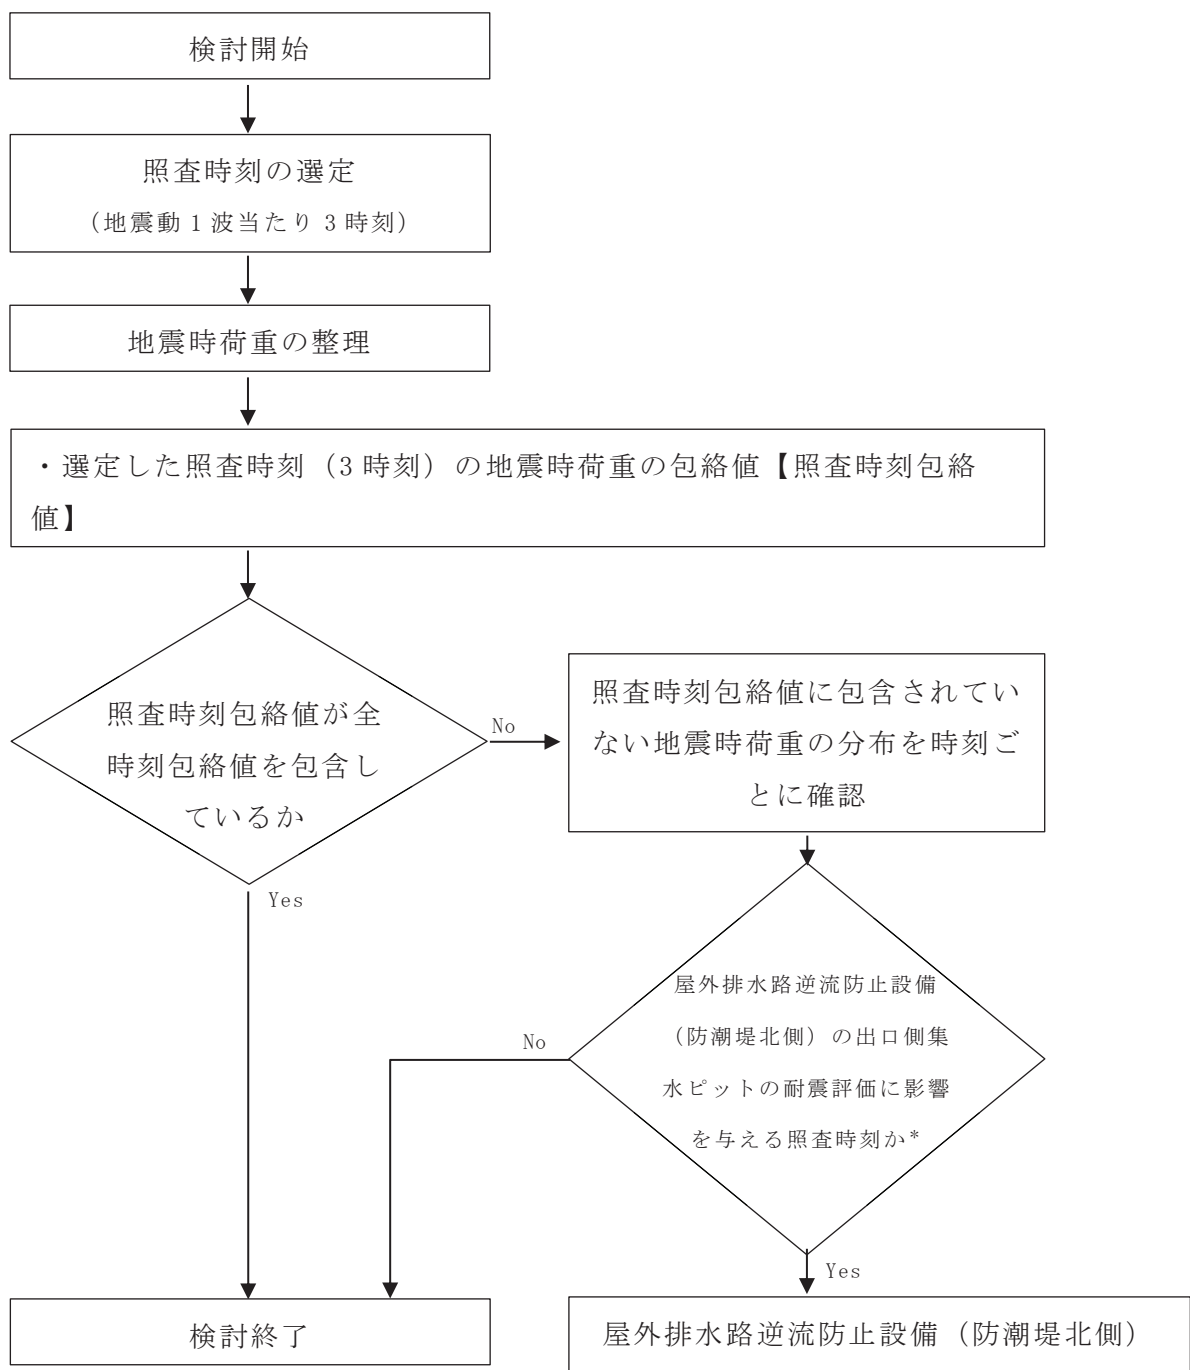 検討開始
照査時刻の選定
（地震動1波当たり3時刻）
地震時荷重の整理
・選定した照査時刻（3時刻）の地震時荷重の包絡値【照査時刻包絡
値】
照査時刻包絡値が全
時刻包絡値を包含し
ているか
No
照査時刻包絡値に包含されてい
ない地震時荷重の分布を時刻ご
とに確認
Yes
屋外排水路逆流防止設備
（防潮堤北側）の出口側集
水ピットの耐震評価に影響
を与える照査時刻か*
No
Yes
検討終了
屋外排水路逆流防止設備（防潮堤北側）